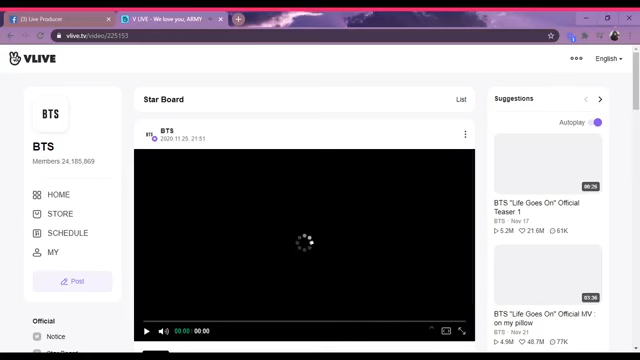 (3) Live Producer
V LIVE - We love you, ARMY
vlive.tv/video/225153
VLIVE
English
BTS
BTS
Members 24,185,869
HOME
STORE
SCHEDULE
MY
Post
Official
Notice
Star Board
List
BTS
BTS
2020.11.25. 21:51
00:00 : 00:00
Suggestions
Autoplay
00:26
BTS "Life Goes On" Official
Teaser 1
BTS · Nov 17
5.2M 21.6M 61K
03:36
BTS "Life Goes On" Official MV :
on my pillow
BTS · Nov 21
4.9M 48.7M 77K